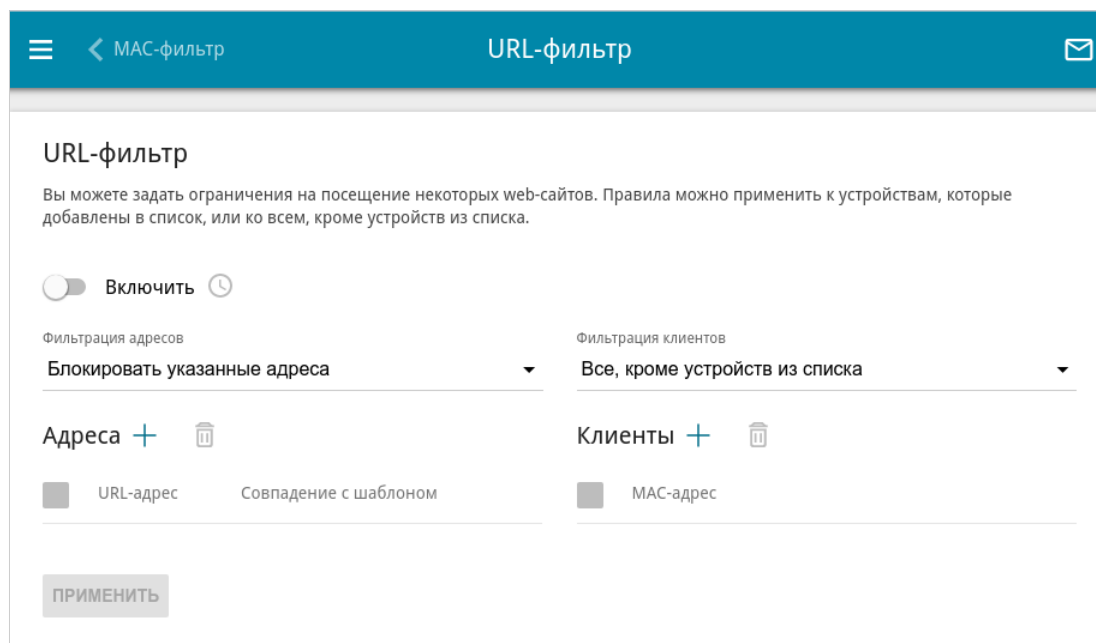 МАС-фильтр
URL-фильтр
URL-фильтр
Вы можете задать ограничения на посещение некоторых web-сайтов. Правила можно применить к устройствам, которые
добавлены в список, или ко всем, кроме устройств из списка.
Включить
Фильтрация адресов
Блокировать указанные адреса
Фильтрация клиентов
Все, кроме устройств из списка
Адреса
URL-адрес Совпадение с шаблоном
Клиенты
МАС-адрес
ПРИМЕНИТЬ